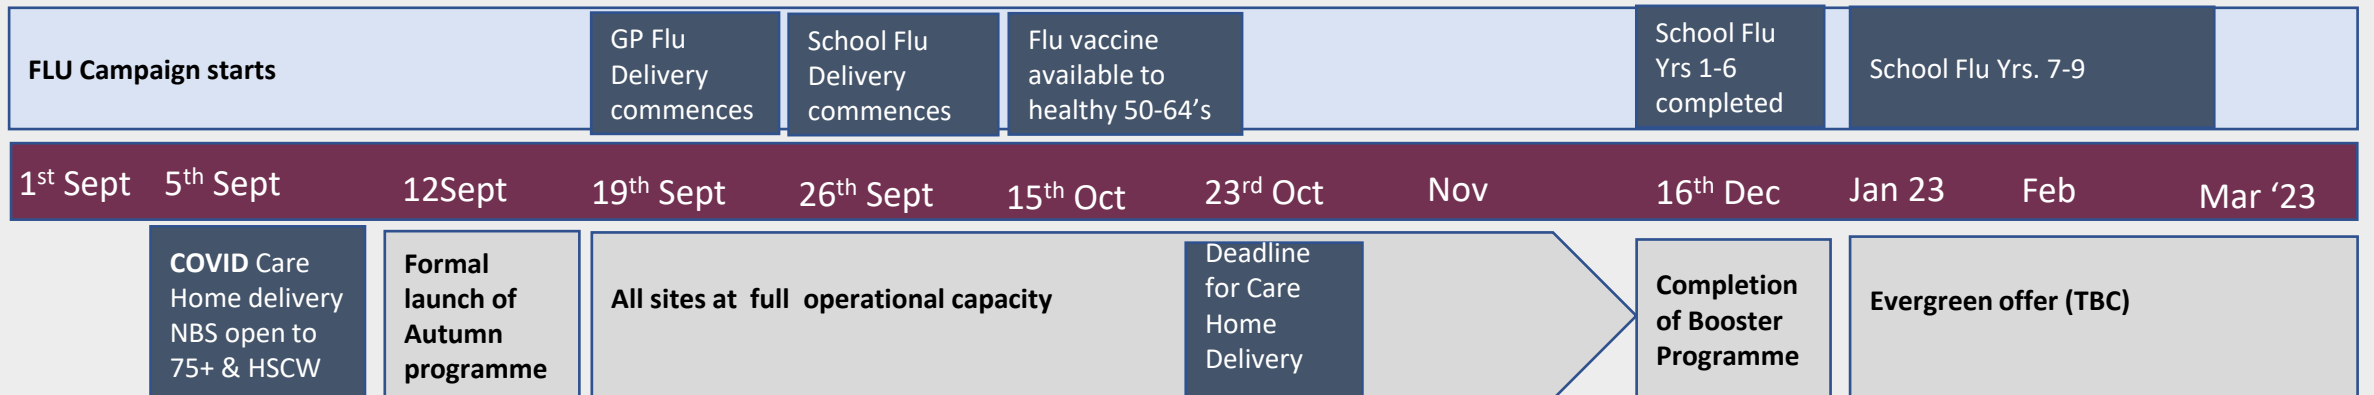 FLU Campaign starts
GP Flu
Delivery
commences
School Flu
Delivery
commences
Flu vaccine
available to
healthy 50-64’s
School Flu
Yrs 1-6
completed
School Flu Yrs. 7-9
1st Sept
5th Sept
12Sept
19th Sept
26th Sept
15th Oct
23rd Oct
Nov
16th Dec
Jan 23
Feb
Mar ‘23
COVID Care
Home delivery
NBS open to
75+ & HSCW
Formal
launch of
Autumn
programme
All sites at full  operational capacity
Deadline
for Care
Home
Delivery
Completion
of Booster
Programme
Evergreen offer (TBC)